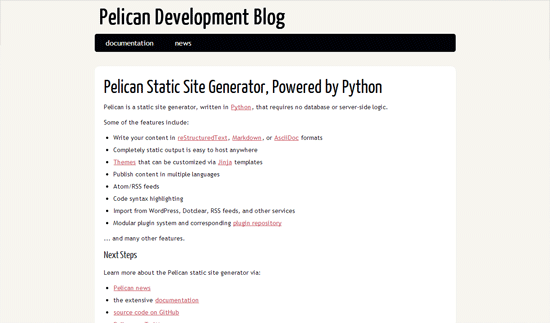 Pelican Development Blog
documentation news
Pelican Static Site Generator, Powered by Python
Pelican is a static site generator, written in Python, that requires no database or server-side logic.
Some of the features include:
Write your content in reStructuredText, Markdown, or AsciiDoc formats
Completely static output is easy to host anywhere
Themes that can be customized via Jinja templates
Publish content in multiple languages
Atom/RSS feeds
Code syntax highlighting
Import from WordPress, Dotclear, RSS feeds, and other services
Modular plugin system and corresponding plugin repository
... and many other features.
Next Steps
Learn more about the Pelican static site generator via:
Pelican news
the extensive documentation
source code on GitHub